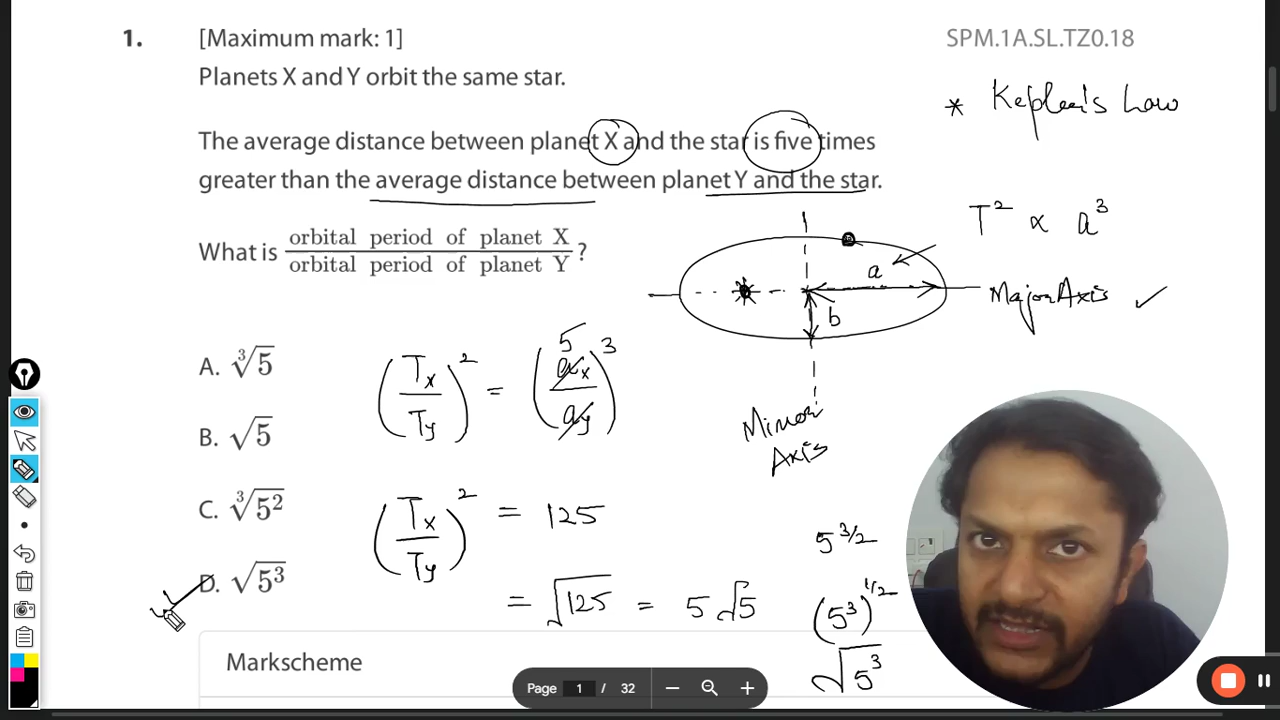 1. [Maximum mark: 1] SPM.1A.SL.TZ0.18
Planets X and Y orbit the same star.
* Kepler's Law
The average distance between planet X and the star is five times
greater than the average distance between planet Y and the star.
T² ∝ a³
What is orbital period of planet X / orbital period of planet Y ?
a
b
Major Axis ✓
Minor
Axis
A. ∛5
(Tx/Ty)² = (ax/ay)³
5
B. √5
C. ∛5²
(Tx/Ty)² = 125
5^3/2
D. √5³
= √125 = 5√5
(5³)^1/2
√5³
Markscheme
Page 1 / 32